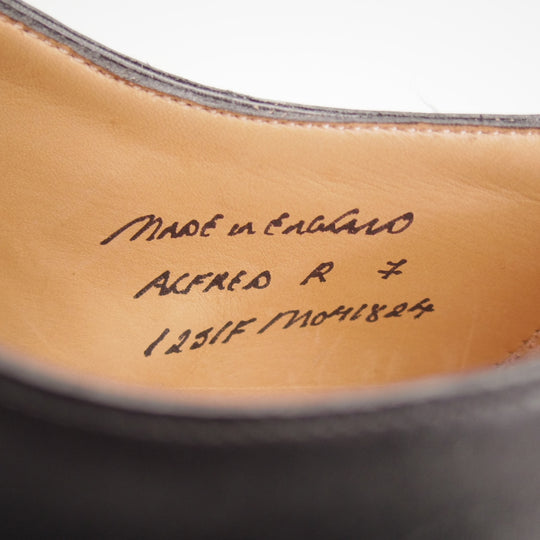 MADE IN ENGLAND
ALFRED R 7
1231F M041824